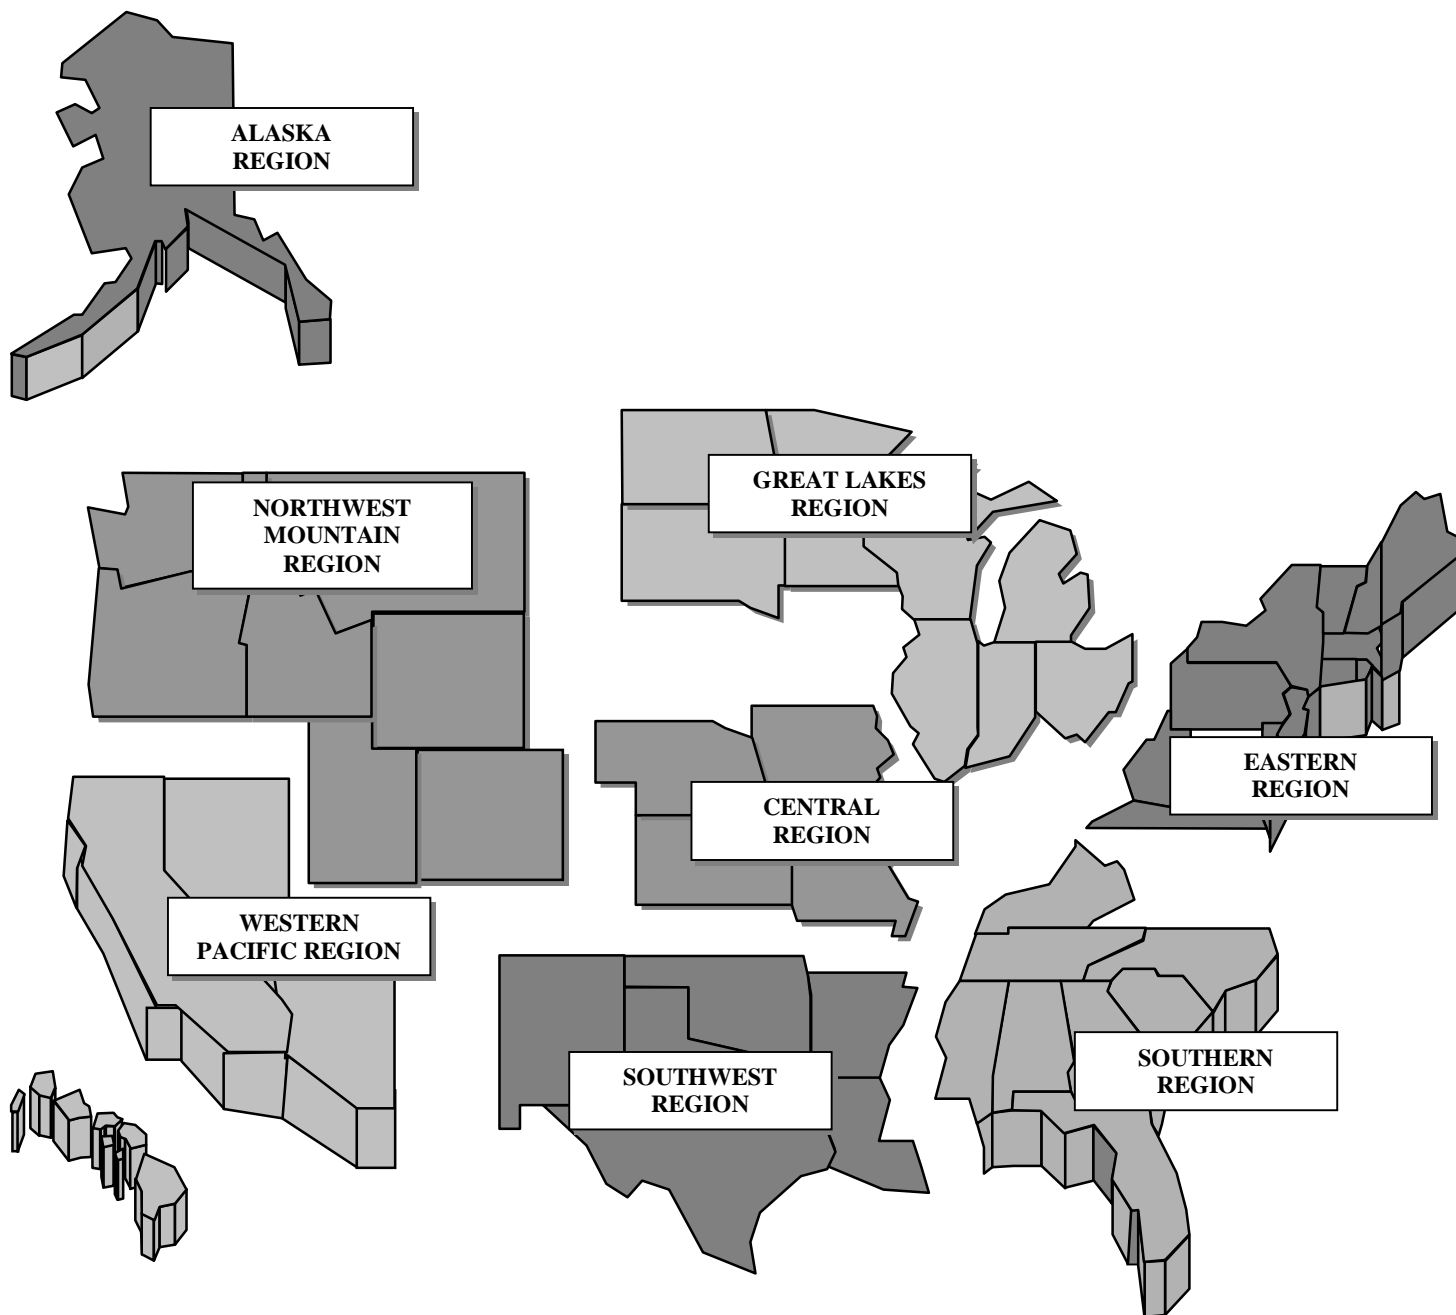 ALASKA
REGION
GREAT LAKES
REGION
NORTHWEST
MOUNTAIN
REGION
EASTERN
REGION
CENTRAL
REGION
WESTERN
PACIFIC REGION
SOUTHERN
REGION
SOUTHWEST
REGION